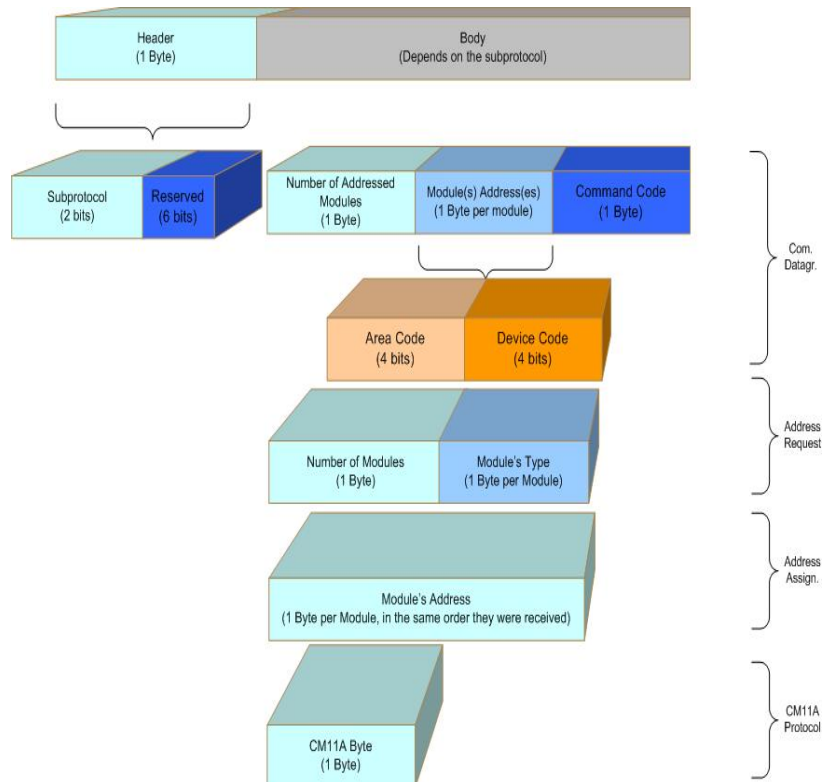 Header
(1 Byte)
Body
(Depends on the subprotocol)
Subprotocol
(2 bits)
Reserved
(6 bits)
Number of Addressed
Modules
(1 Byte)
Module(s) Address(es)
(1 Byte per module)
Command Code
(1 Byte)
Com.
Datagr.
Area Code
(4 bits)
Device Code
(4 bits)
Number of Modules
(1 Byte)
Module's Type
(1 Byte per Module)
Address
Request
Module's Address
(1 Byte per Module, in the same order they were received)
Address
Assign.
CM11A Byte
(1 Byte)
CM11A
Protocol